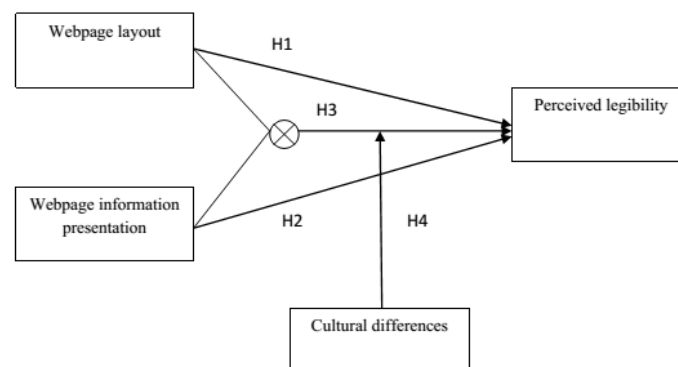 Webpage layout
H1
H3
Perceived legibility
Webpage information
presentation
H2
H4
Cultural differences